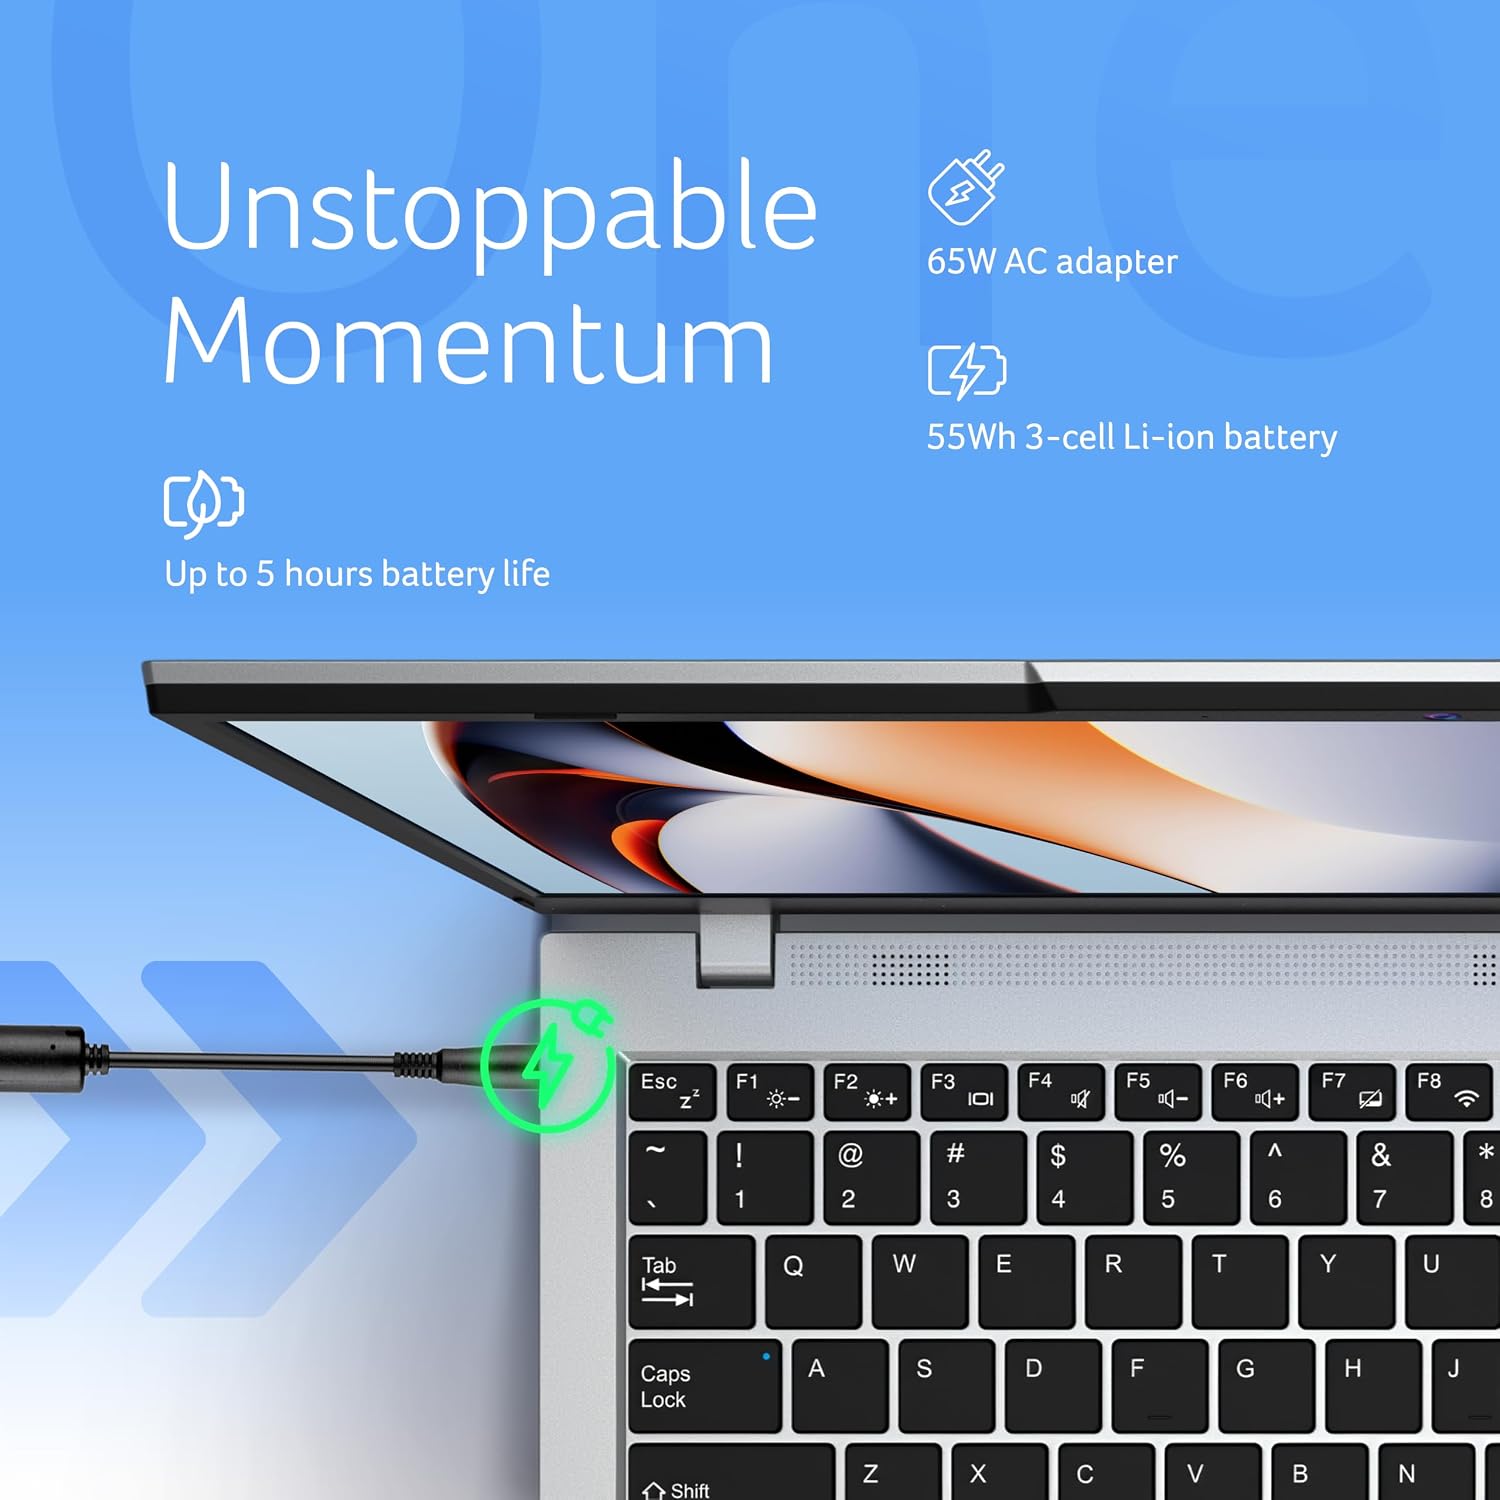 One
Unstoppable
Momentum
Up to 5 hours battery life
65W AC adapter
55Wh 3-cell Li-ion battery
Esc zz F1 F2 F3 F4 F5 F6 F7 F8
~ ! @ # $ % ^ & *
` 1 2 3 4 5 6 7 8
Tab Q W E R T Y U
Caps
Lock A S D F G H J
Shift Z X C V B N